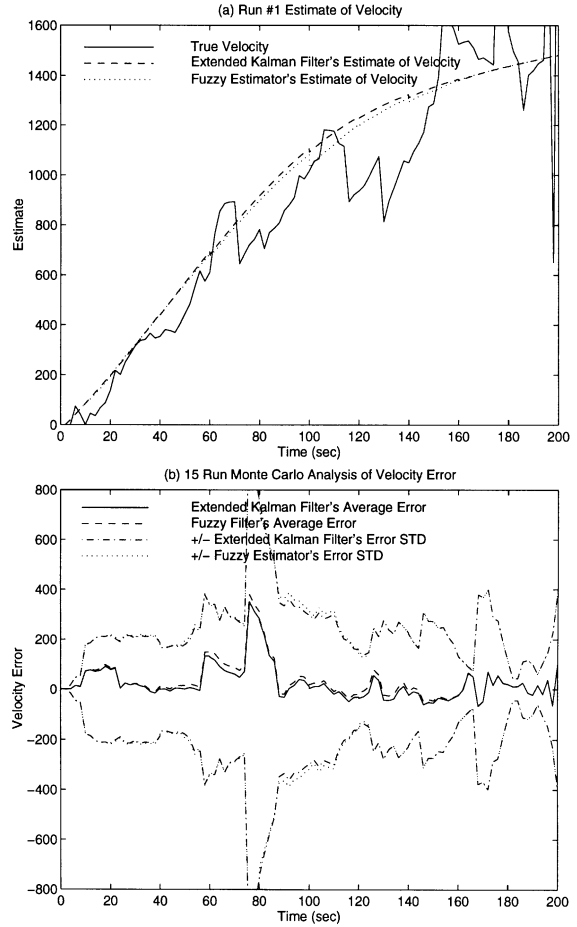 (a) Run #1 Estimate of Velocity
1600
True Velocity
Extended Kalman Filter's Estimate of Velocity
Fuzzy Estimator's Estimate of Velocity
1400
1200
1000
800
600
400
200
0
Estimate
0 20 40 60 80 100 120 140 160 180 200
Time (sec)
(b) 15 Run Monte Carlo Analysis of Velocity Error
800
Extended Kalman Filter's Average Error
Fuzzy Filter's Average Error
+/− Extended Kalman Filter's Error STD
+/− Fuzzy Estimator's Error STD
600
400
200
0
−200
−400
−600
−800
Velocity Error
0 20 40 60 80 100 120 140 160 180 200
Time (sec)